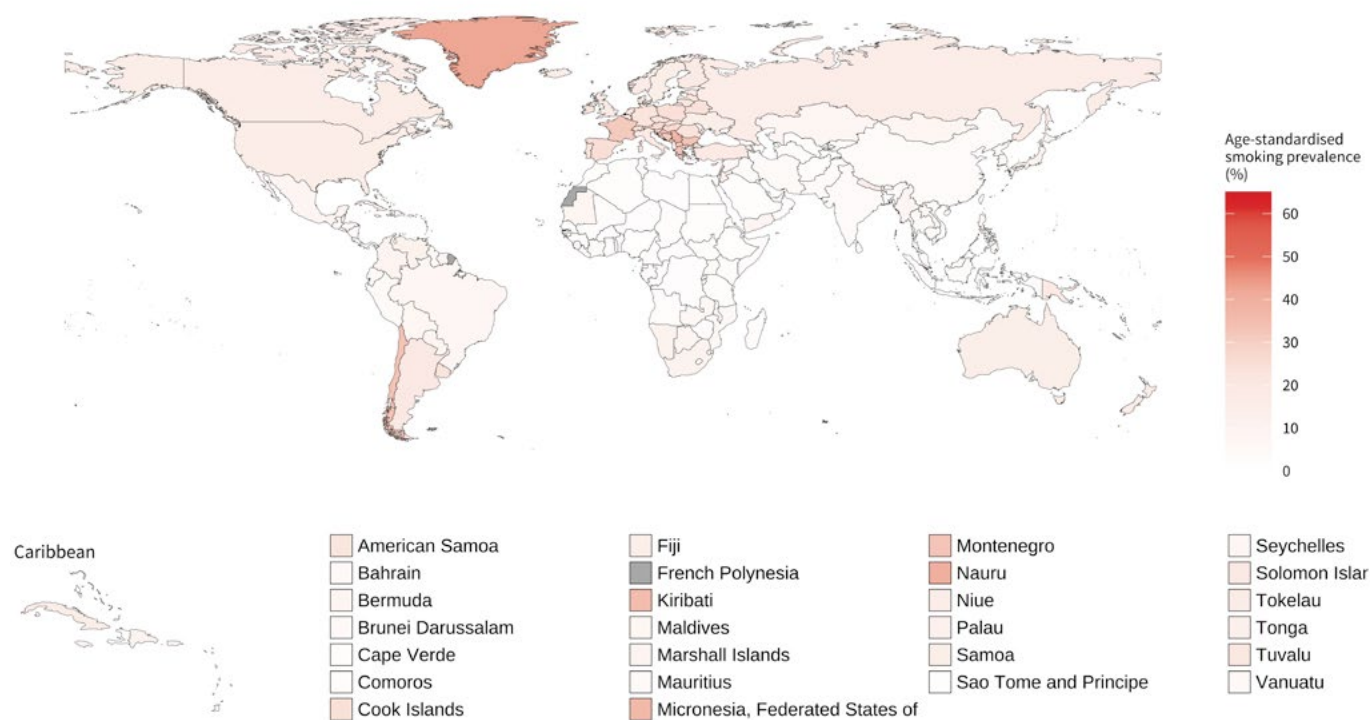 Age-standardised
smoking prevalence
(%)
60
50
40
30
20
10
0
Caribbean
American Samoa
Bahrain
Bermuda
Brunei Darussalam
Cape Verde
Comoros
Cook Islands
Fiji
French Polynesia
Kiribati
Maldives
Marshall Islands
Mauritius
Micronesia, Federated States of
Montenegro
Nauru
Niue
Palau
Samoa
Sao Tome and Principe
Seychelles
Solomon Islar
Tokelau
Tonga
Tuvalu
Vanuatu